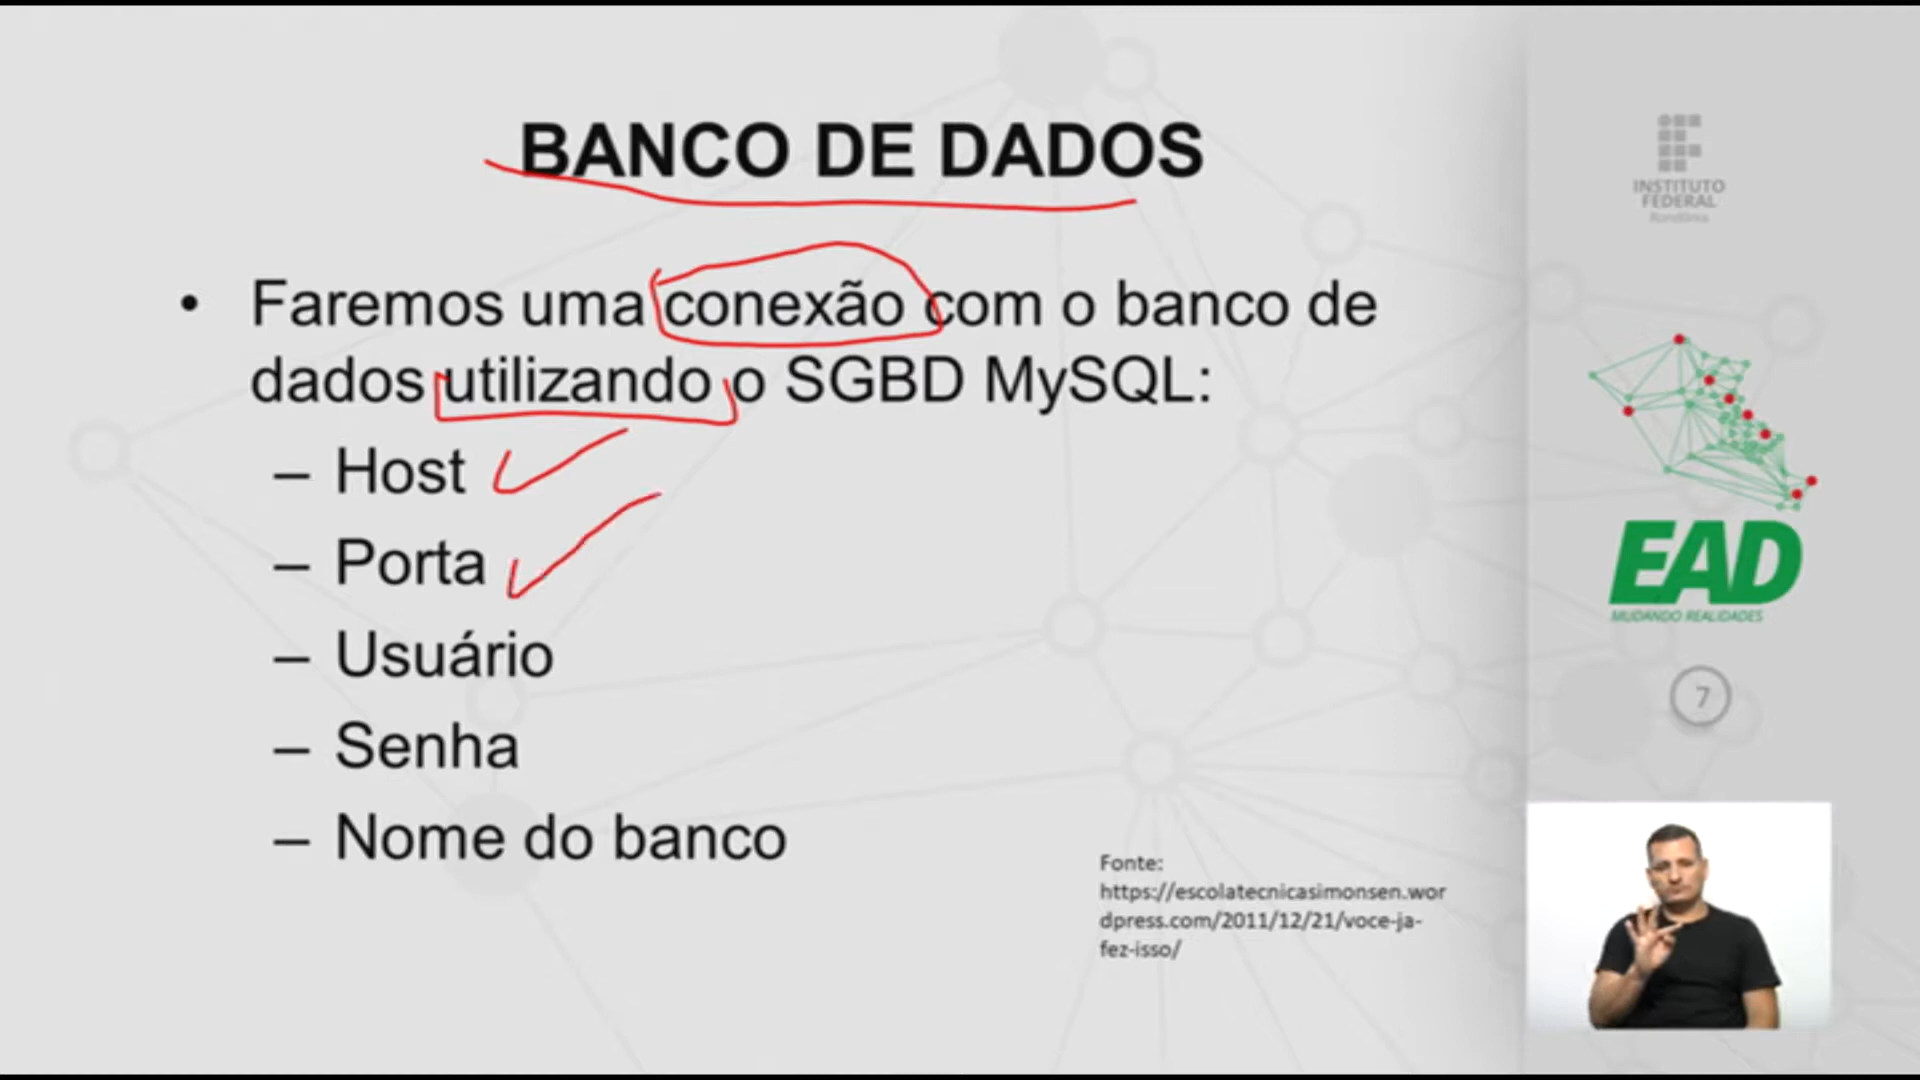 BANCO DE DADOS
• Faremos uma conexão com o banco de
dados utilizando o SGBD MySQL:
– Host
– Porta
– Usuário
– Senha
– Nome do banco
Fonte:
https://escolatecnicasimonsen.wor
dpress.com/2011/12/21/voce-ja-
fez-isso/
INSTITUTO
FEDERAL
Rondônia
EAD
MUDANDO REALIDADES
7